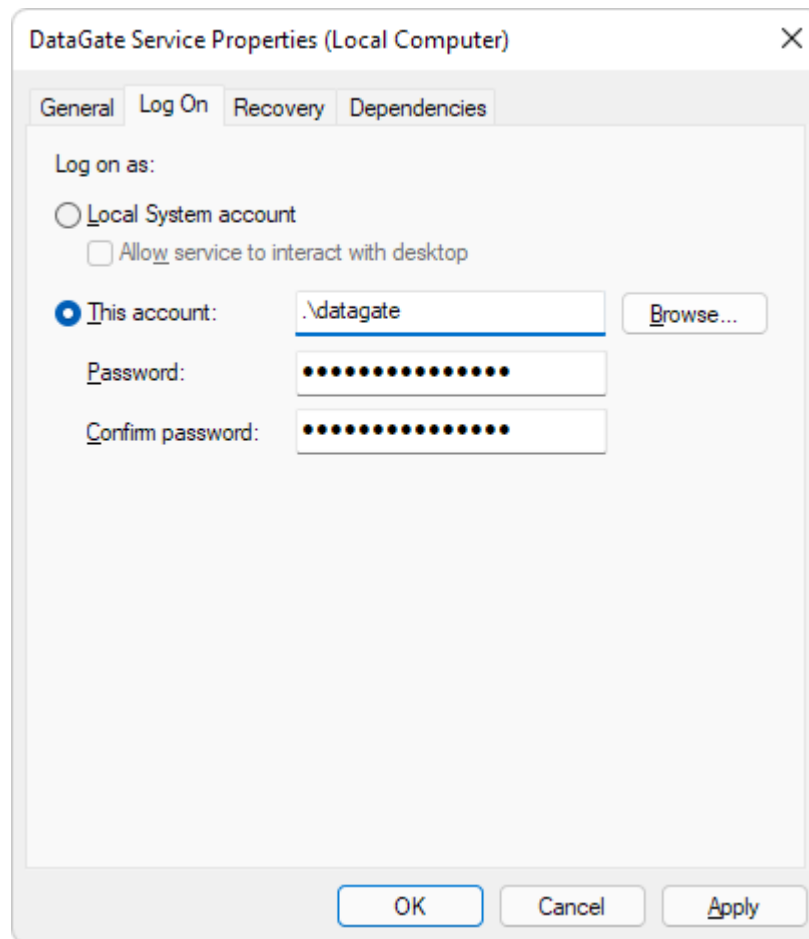 DataGate Service Properties (Local Computer)
General Log On Recovery Dependencies
Log on as:
Local System account
Allow service to interact with desktop
This account: .\datagate Browse...
Password: ●●●●●●●●●●●●●●●
Confirm password: ●●●●●●●●●●●●●●●
OK Cancel Apply